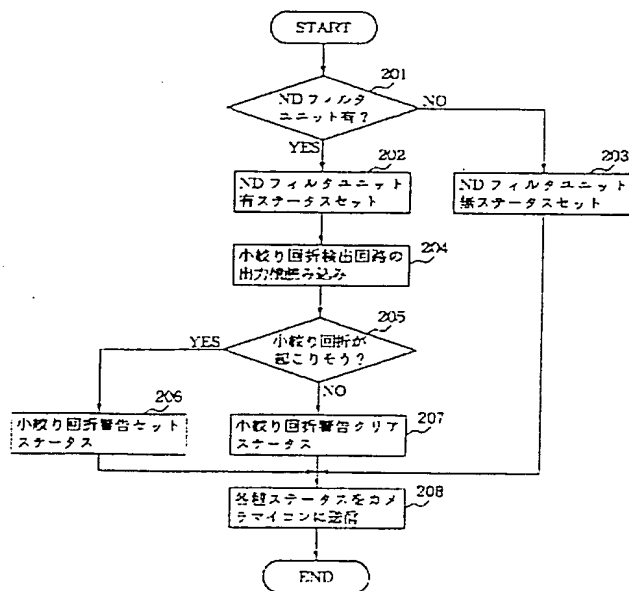 START
201
NDフィルタ
ユニット有?
NO
YES
202
NDフィルタユニット
有ステータスセット
203
NDフィルタユニット
無ステータスセット
小絞り回折検出回路の
出力値読み込み
204
205
小絞り回折が
起こりそう?
YES
NO
206
小絞り回折警告セット
ステータス
小絞り回折警告クリア
ステータス
207
各種ステータスをカメ
ラマイコンに送信
208
END